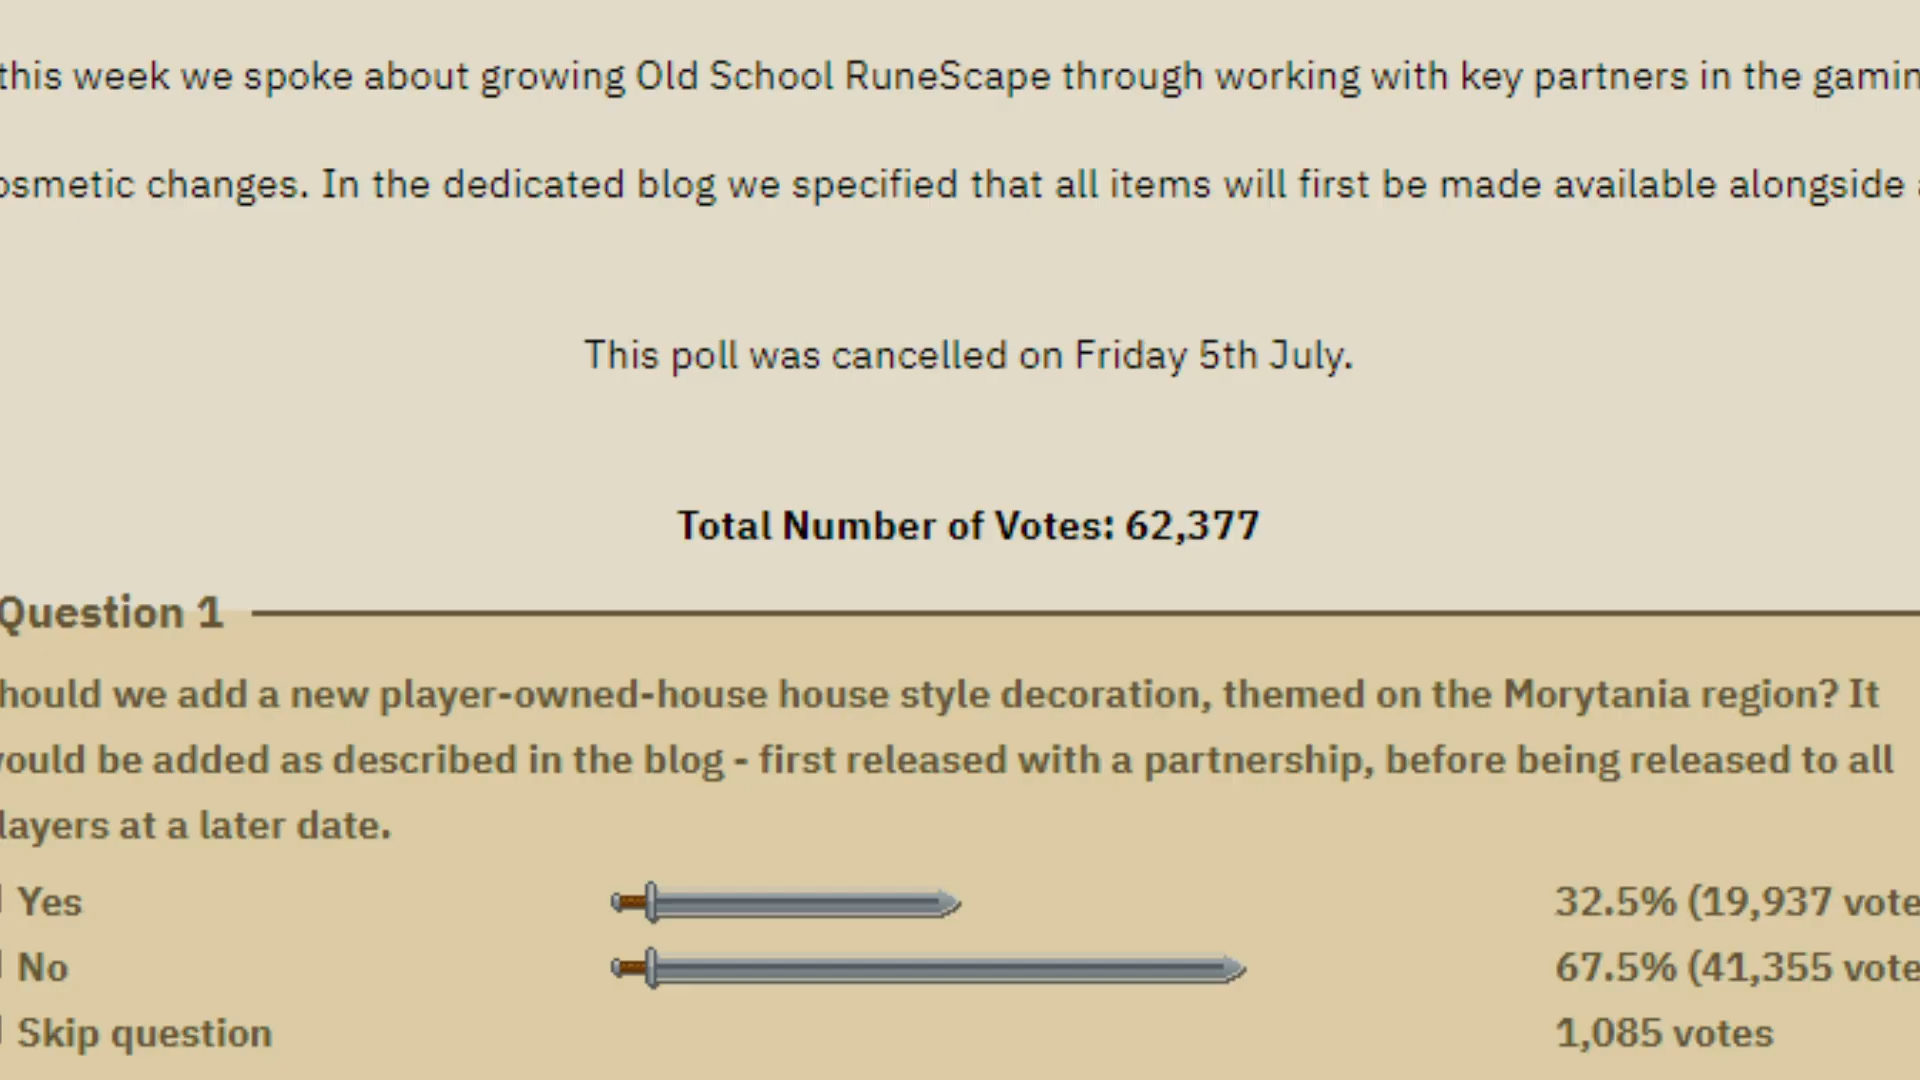 this week we spoke about growing Old School RuneScape through working with key partners in the gamin
osmetic changes. In the dedicated blog we specified that all items will first be made available alongside
This poll was cancelled on Friday 5th July.
Total Number of Votes: 62,377
Question 1
hould we add a new player-owned-house house style decoration, themed on the Morytania region? It
ould be added as described in the blog - first released with a partnership, before being released to all
layers at a later date.
Yes 32.5% (19,937 vote
No 67.5% (41,355 vote
Skip question 1,085 votes